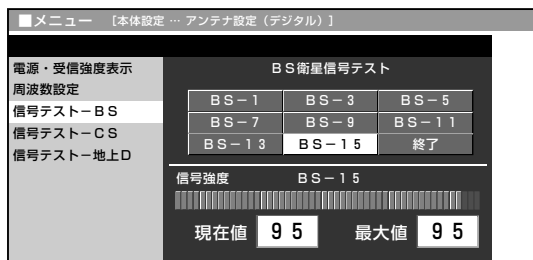 ■メニュー [本体設定 … アンテナ設定（デジタル）]
電源・受信強度表示
周波数設定
信号テスト－ＢＳ
信号テスト－ＣＳ
信号テスト－地上Ｄ
ＢＳ衛星信号テスト
ＢＳ－１ ＢＳ－３ ＢＳ－５
ＢＳ－７ ＢＳ－９ ＢＳ－１１
ＢＳ－１３ ＢＳ－１５ 終了
信号強度 ＢＳ－１５
現在値 ９５ 最大値 ９５